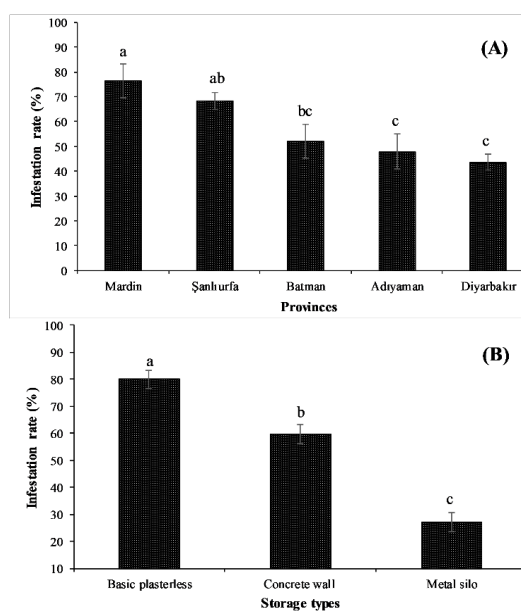 (A)
Infestation rate (%)
100
90
80
70
60
50
40
30
20
10
0
a
ab
bc
c
c
Mardin
Şanlıurfa
Batman
Adıyaman
Diyarbakır
Provinces
(B)
Infestation rate (%)
100
90
80
70
60
50
40
30
20
10
a
b
c
Basic plasterless
Concrete wall
Metal silo
Storage types